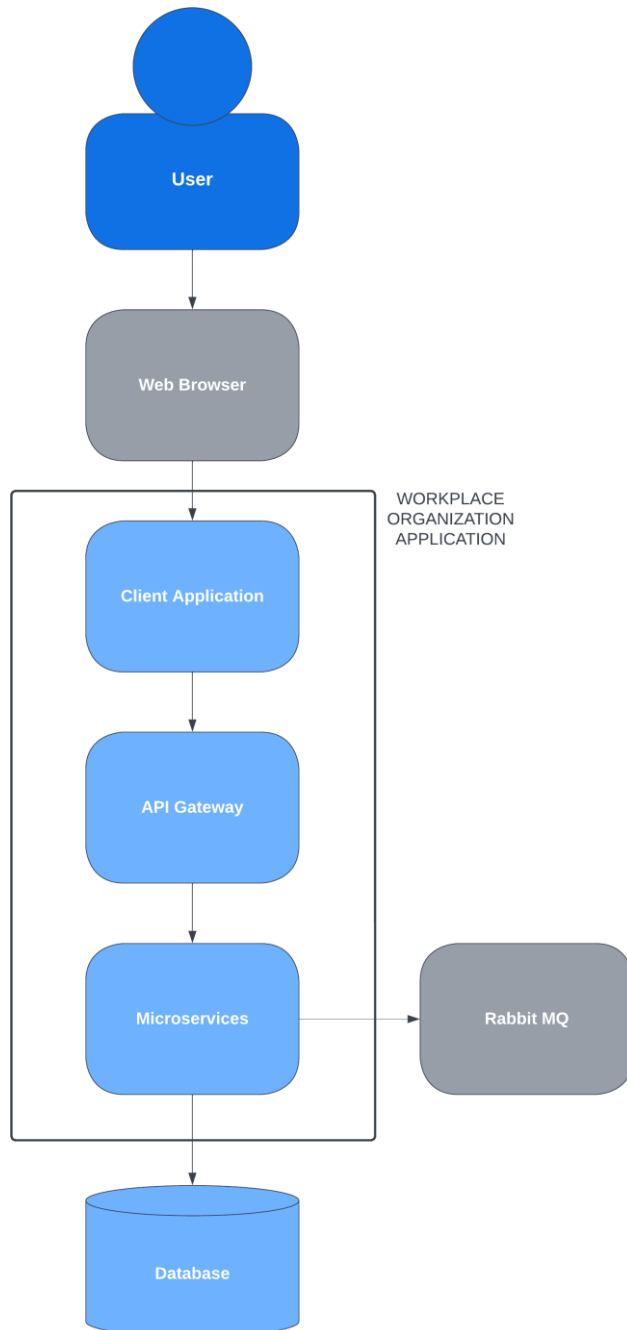 User
Web Browser
WORKPLACE
ORGANIZATION
APPLICATION
Client Application
API Gateway
Microservices
Rabbit MQ
Database